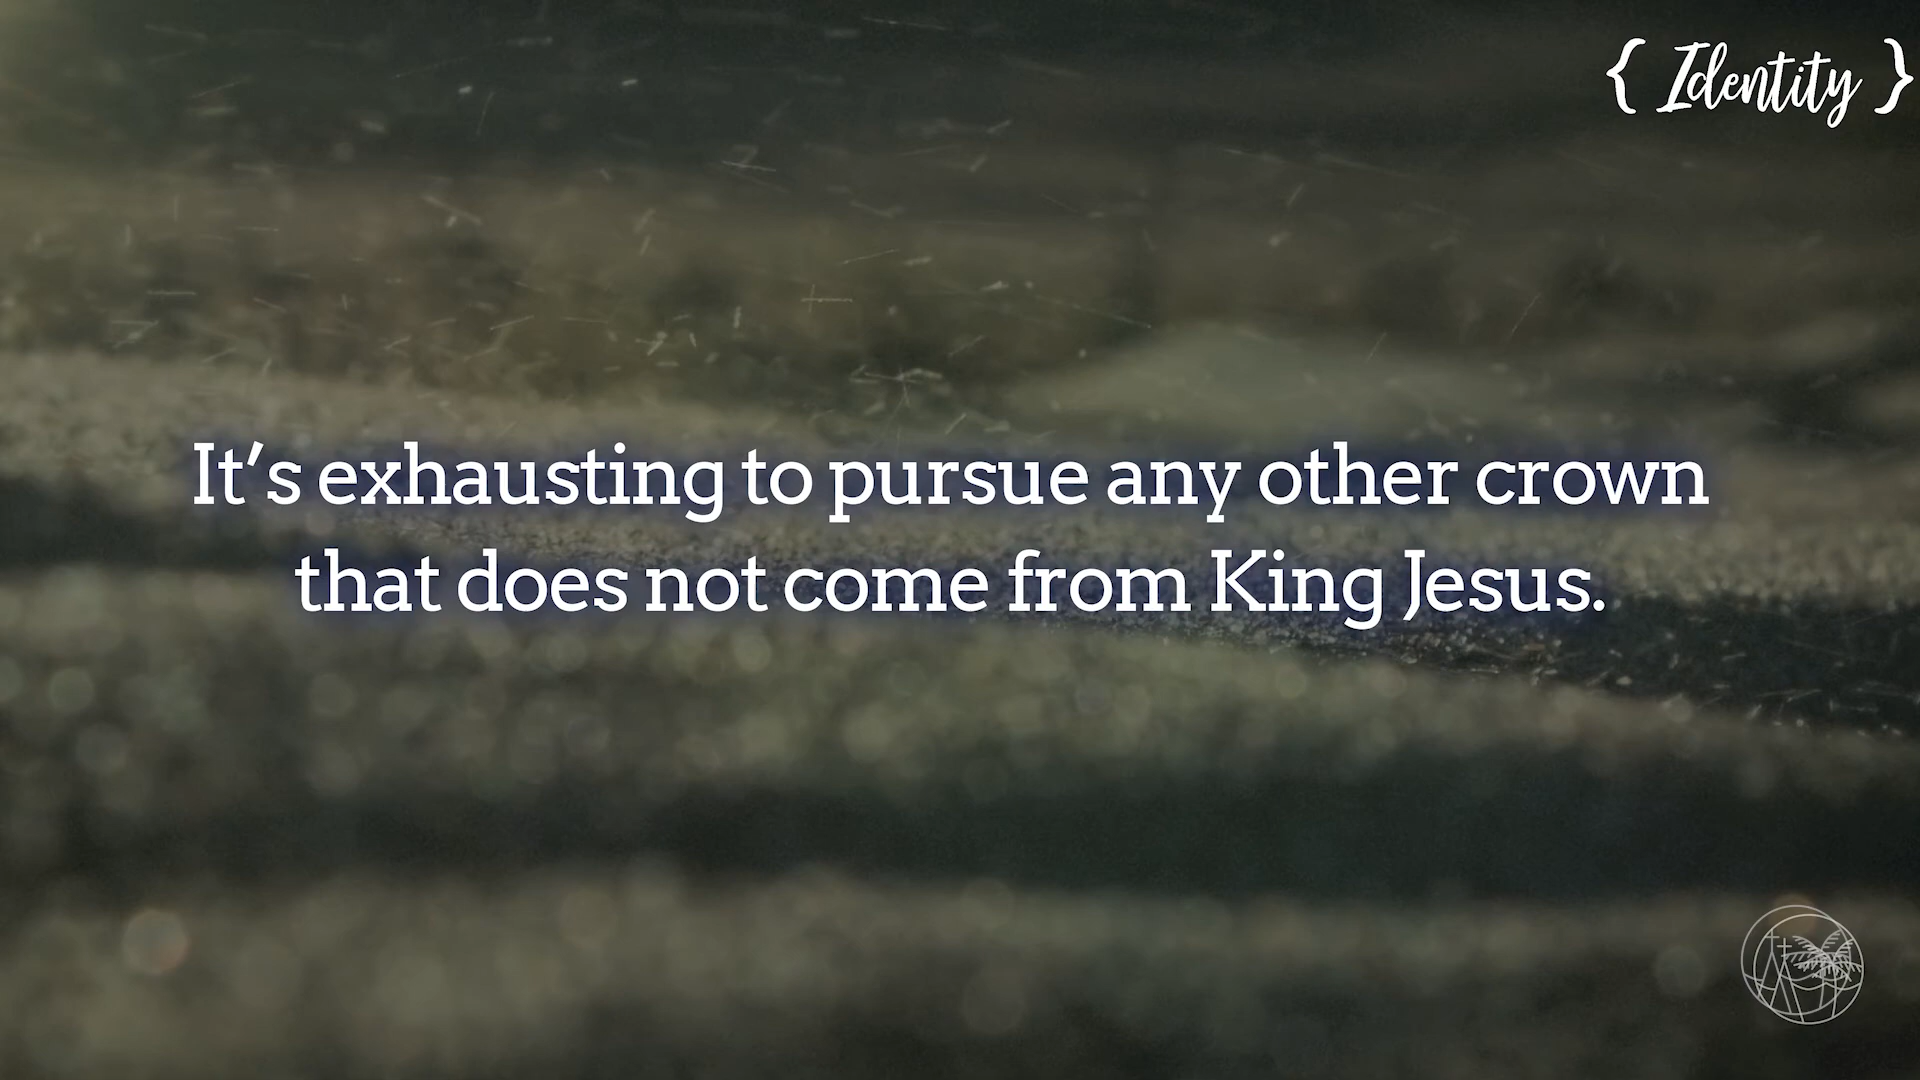 { Identity }
It’s exhausting to pursue any other crown
that does not come from King Jesus.